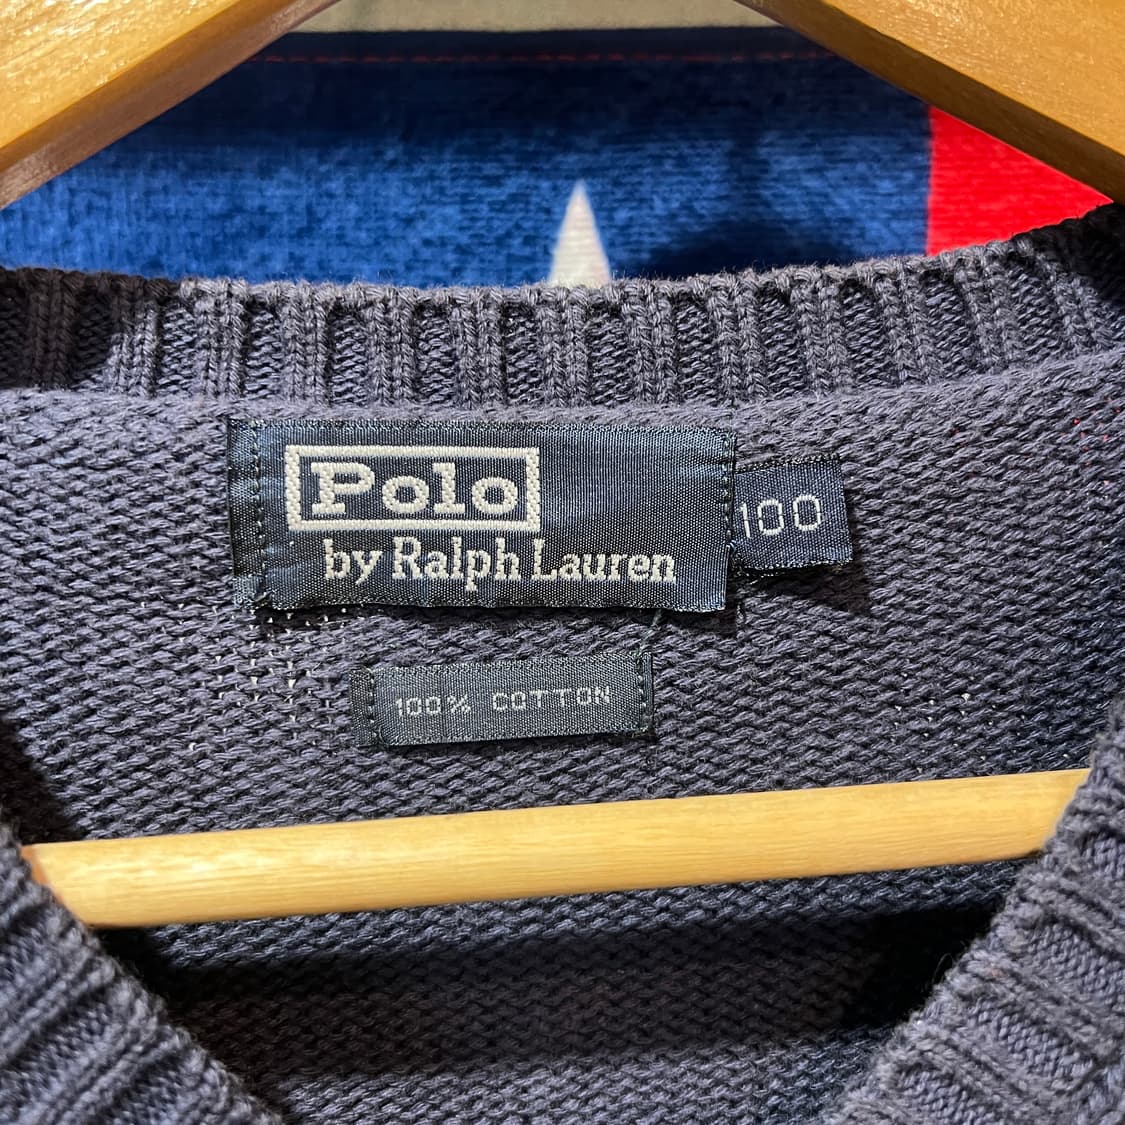 Polo
by Ralph Lauren
100
100% COTTON